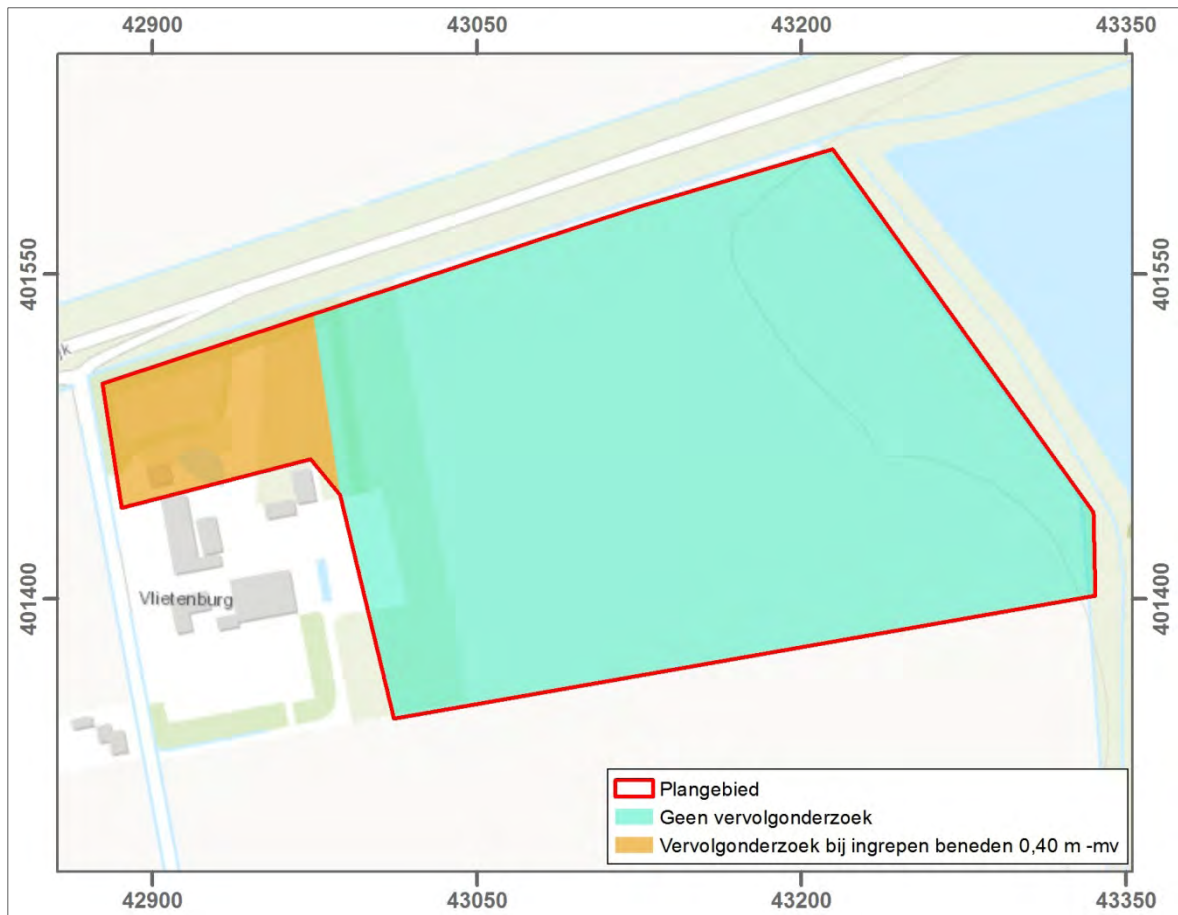 42900 43050 43200 43350
401550 401550
jk
401400 401400
Vlietenburg
Plangebied
Geen vervolgonderzoek
Vervolgonderzoek bij ingrepen beneden 0,40 m -mv
42900 43050 43200 43350